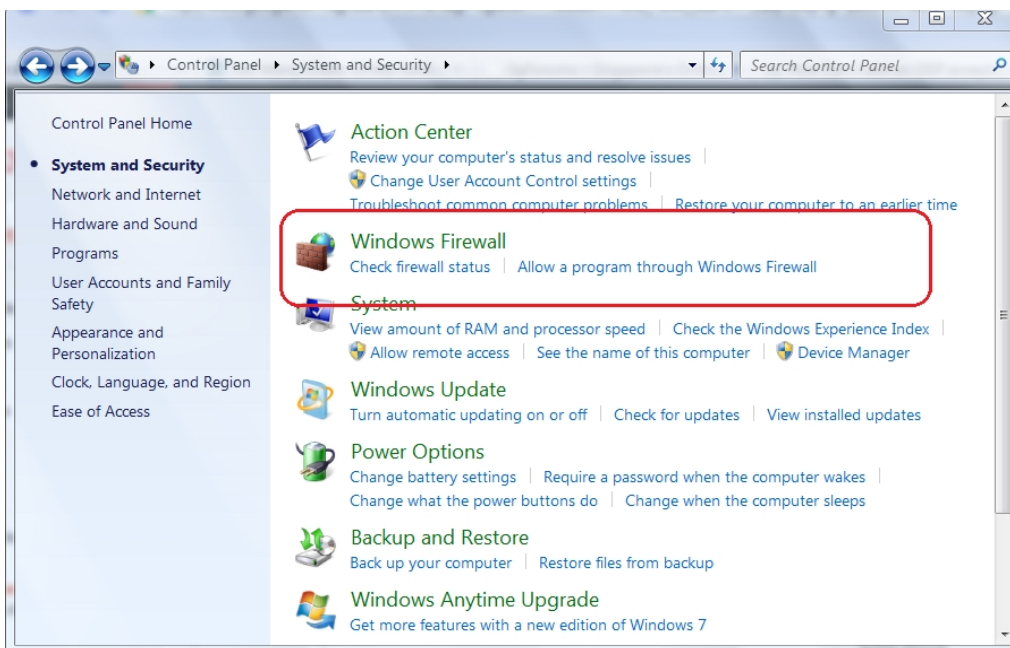 Control Panel System and Security
Search Control Panel
Control Panel Home
System and Security
Network and Internet
Hardware and Sound
Programs
User Accounts and Family
Safety
Appearance and
Personalization
Clock, Language, and Region
Ease of Access
Action Center
Review your computer's status and resolve issues
Change User Account Control settings
Troubleshoot common computer problems Restore your computer to an earlier time
Windows Firewall
Check firewall status Allow a program through Windows Firewall
System
View amount of RAM and processor speed Check the Windows Experience Index
Allow remote access See the name of this computer Device Manager
Windows Update
Turn automatic updating on or off Check for updates View installed updates
Power Options
Change battery settings Require a password when the computer wakes
Change what the power buttons do Change when the computer sleeps
Backup and Restore
Back up your computer Restore files from backup
Windows Anytime Upgrade
Get more features with a new edition of Windows 7